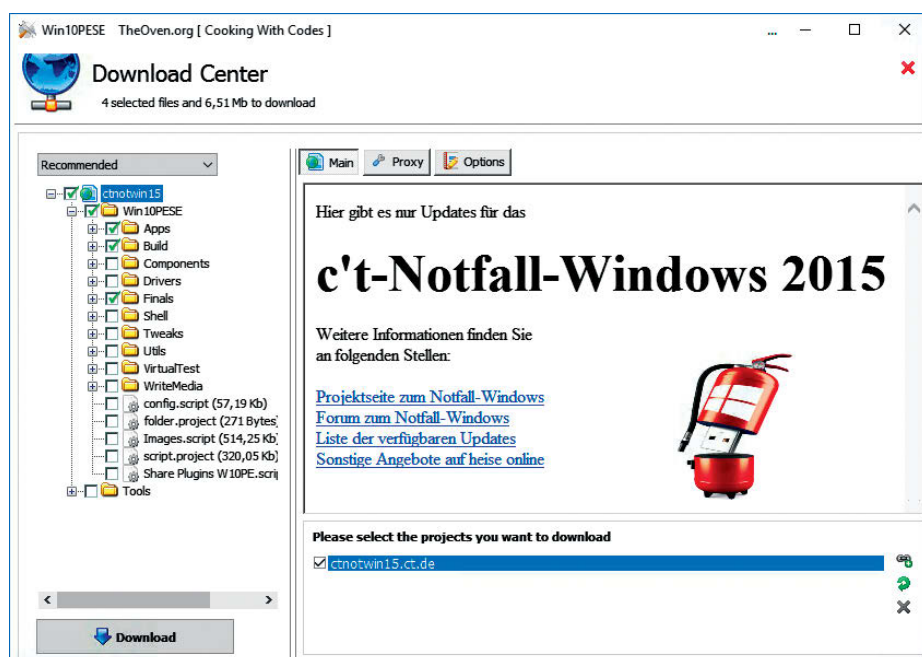 Win10PESE TheOven.org [ Cooking With Codes ]
...
Download Center
4 selected files and 6,51 Mb to download
Recommended
ctnotwin15
Win10PESE
Apps
Build
Components
Drivers
Finals
Shell
Tweaks
Utils
VirtualTest
WriteMedia
config.script (57,19 Kb)
folder.project (271 Bytes)
Images.script (514,25 Kb)
script.project (320,05 Kb)
Share Plugins W10PE.scrip
Tools
Download
Main Proxy Options
Hier gibt es nur Updates für das
c't-Notfall-Windows 2015
Weitere Informationen finden Sie
an folgenden Stellen:
Projektseite zum Notfall-Windows
Forum zum Notfall-Windows
Liste der verfügbaren Updates
Sonstige Angebote auf heise online
Please select the projects you want to download
ctnotwin15.ct.de